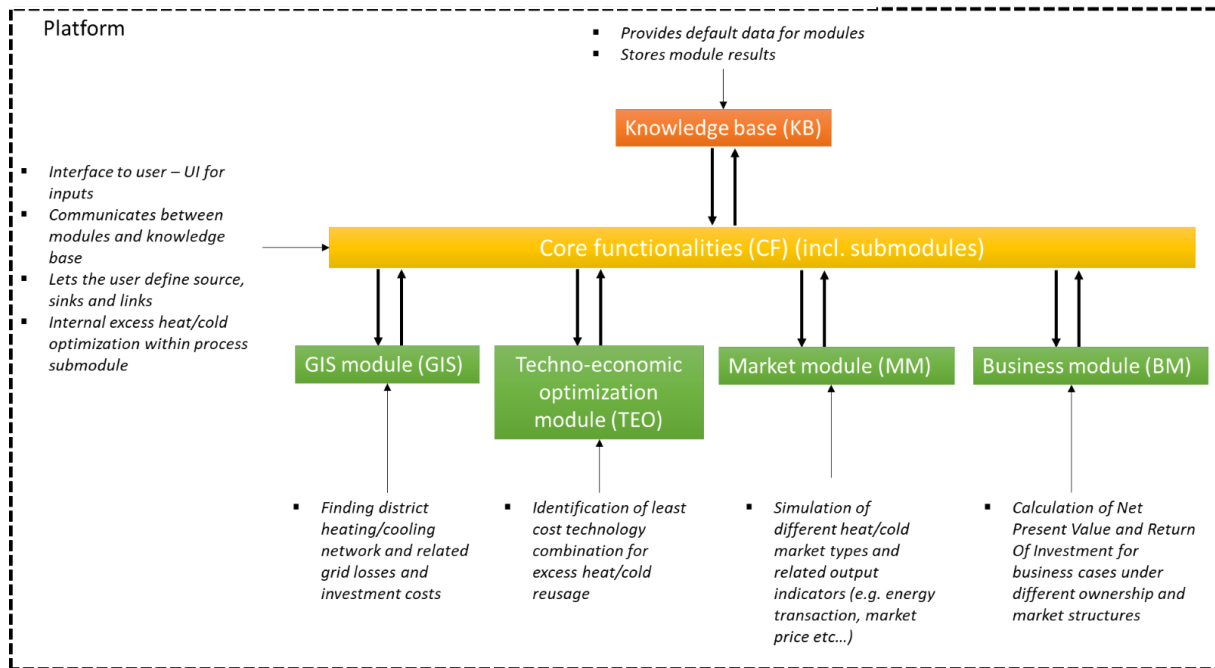 Platform
▪ Provides default data for modules
▪ Stores module results
Knowledge base (KB)
▪ Interface to user – UI for
inputs
▪ Communicates between
modules and knowledge
base
▪ Lets the user define source,
sinks and links
▪ Internal excess heat/cold
optimization within process
submodule
Core functionalities (CF) (incl. submodules)
GIS module (GIS)
Techno-economic
optimization
module (TEO)
Market module (MM)
Business module (BM)
▪ Finding district
heating/cooling
network and related
grid losses and
investment costs
▪ Identification of least
cost technology
combination for
excess heat/cold
reusage
▪ Simulation of
different heat/cold
market types and
related output
indicators (e.g. energy
transaction, market
price etc...)
▪ Calculation of Net
Present Value and Return
Of Investment for
business cases under
different ownership and
market structures